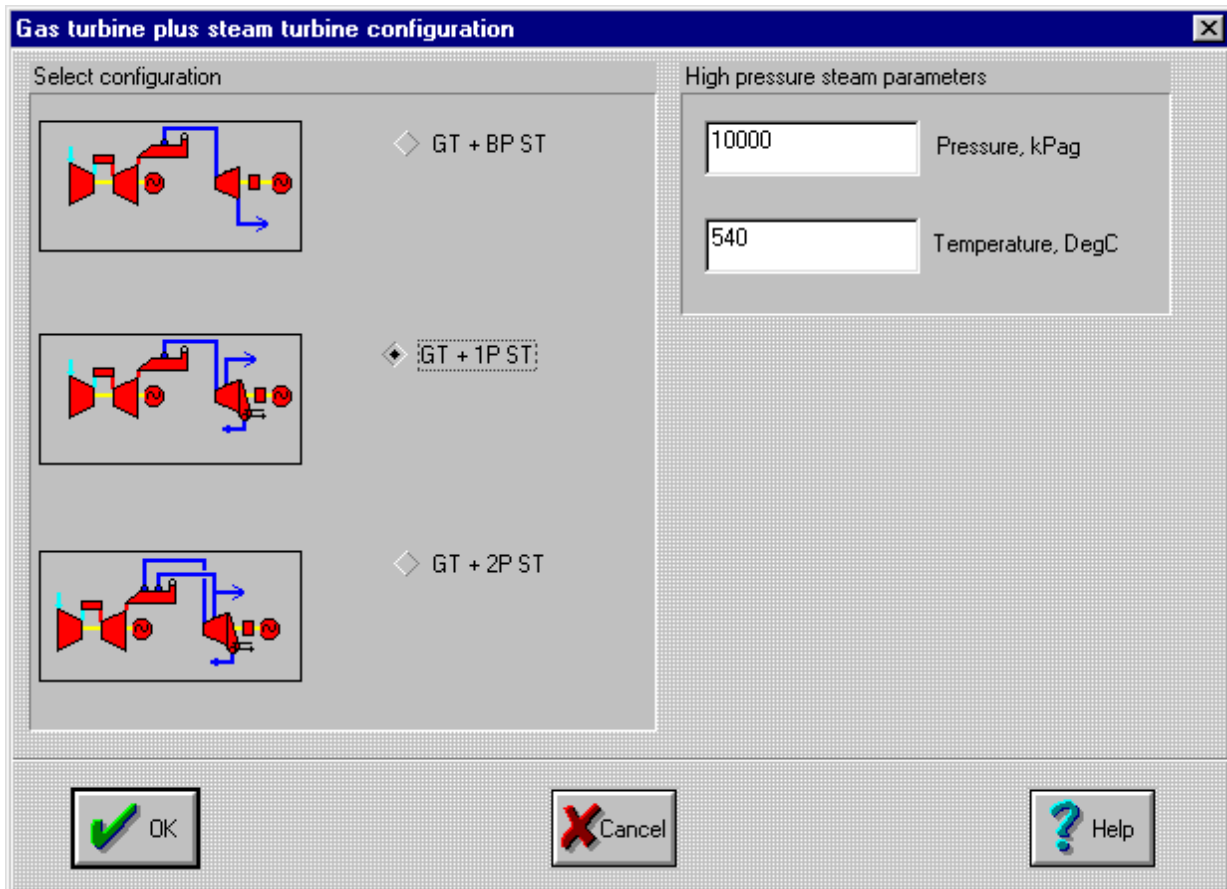 Gas turbine plus steam turbine configuration
Select configuration
GT + BP ST
GT + 1P ST
GT + 2P ST
High pressure steam parameters
10000 Pressure, kPag
540 Temperature, DegC
OK
Cancel
Help